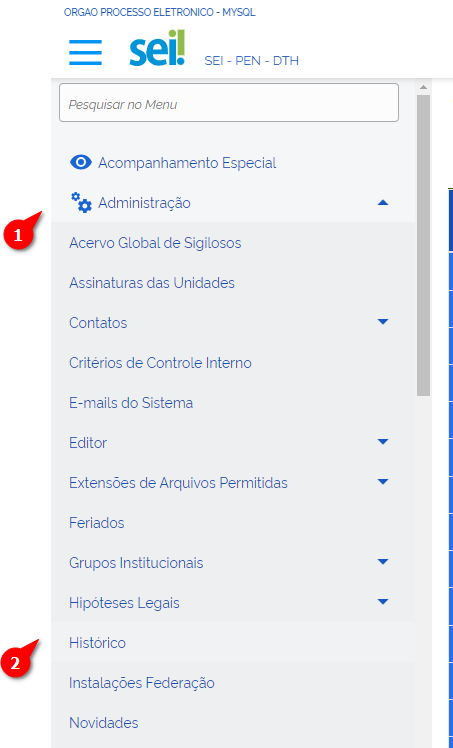 ORGAO PROCESSO ELETRONICO - MYSQL
sei!
SEI - PEN - DTH
Pesquisar no Menu
Acompanhamento Especial
1
Administração
Acervo Global de Sigilosos
Assinaturas das Unidades
Contatos
Critérios de Controle Interno
E-mails do Sistema
Editor
Extensões de Arquivos Permitidas
Feriados
Grupos Institucionais
Hipóteses Legais
2
Histórico
Instalações Federação
Novidades